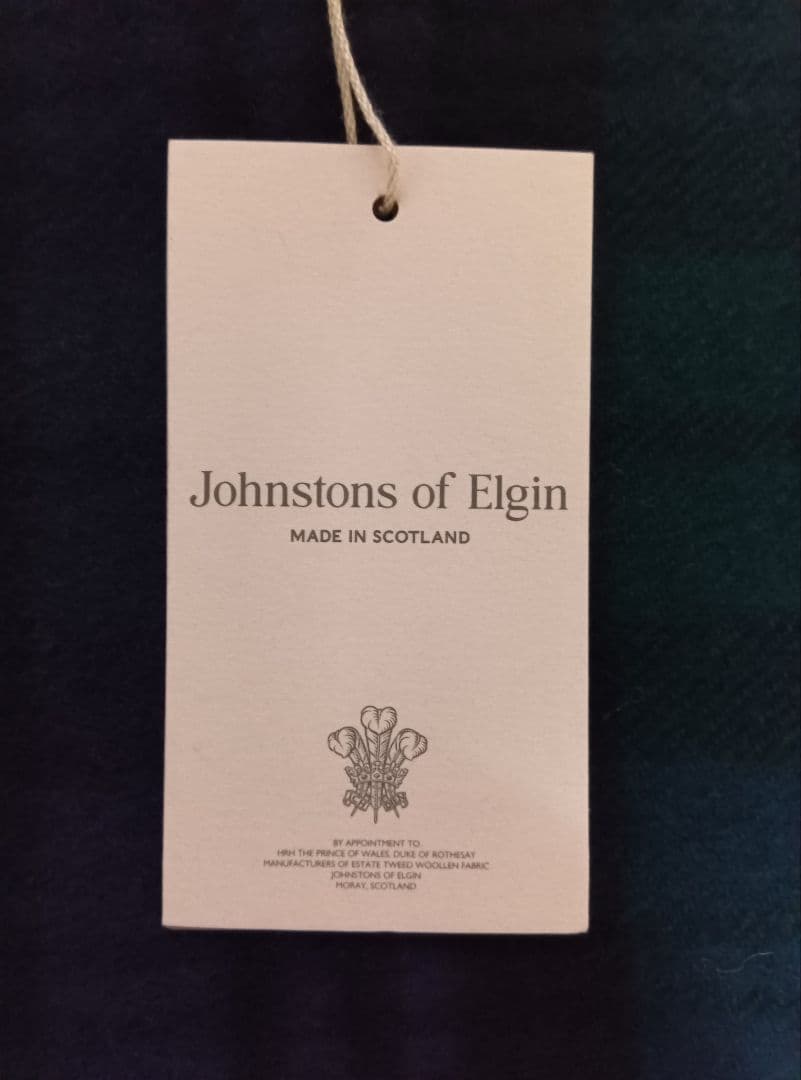 Johnstons of Elgin
MADE IN SCOTLAND
BY APPOINTMENT TO
HRH THE PRINCE OF WALES, DUKE OF ROTHESAY
MANUFACTURERS OF ESTATE TWEED WOOLLEN FABRIC
JOHNSTONS OF ELGIN
MORAY, SCOTLAND